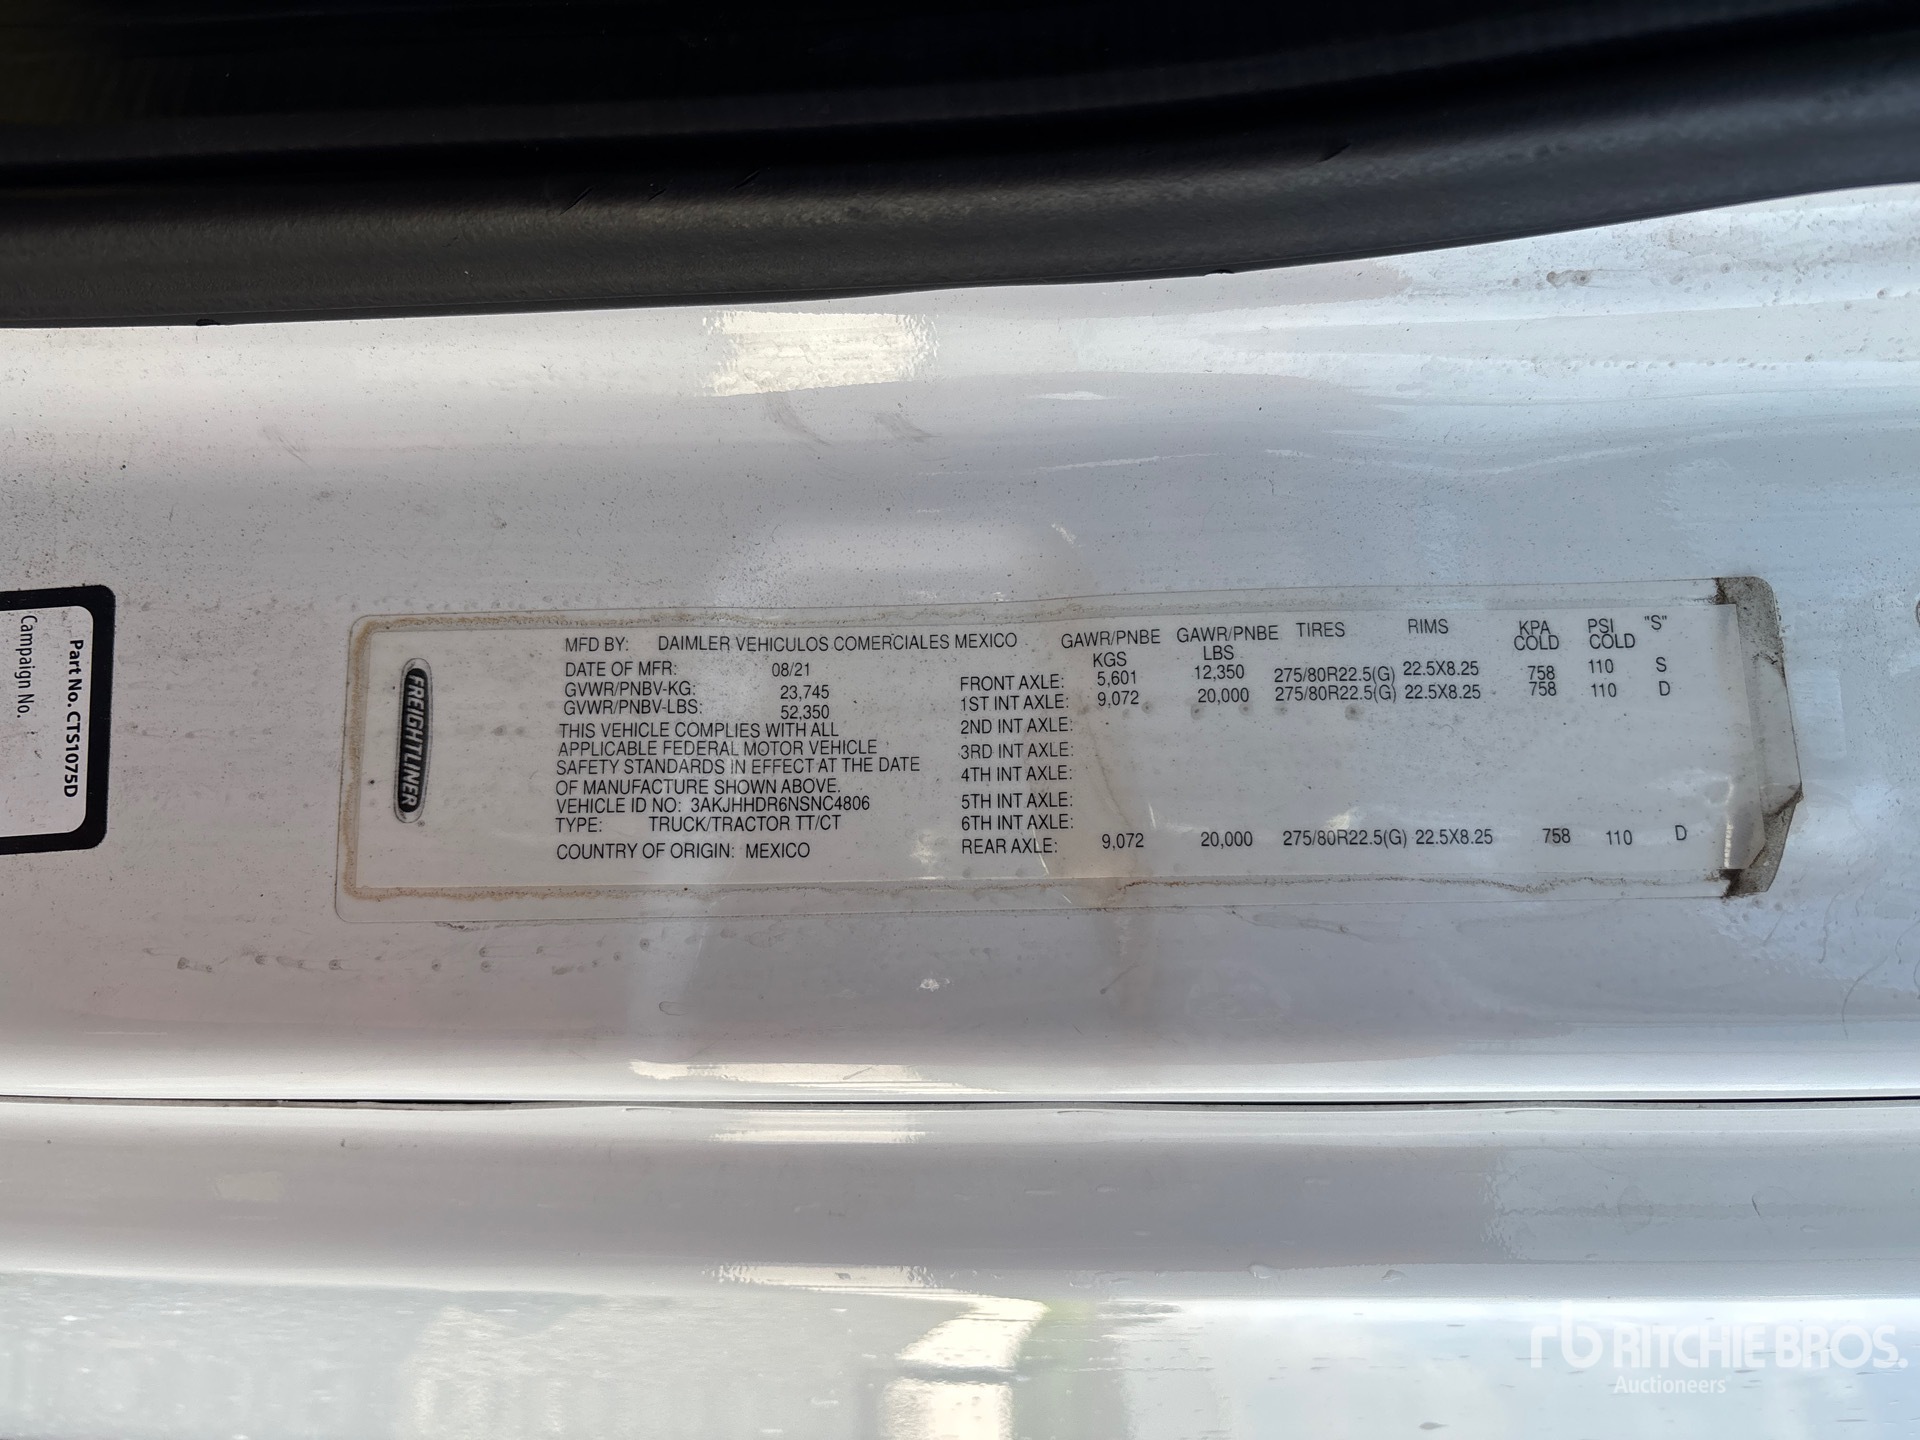 Part No. CTS1075D
Campaign No.
FREIGHTLINER
MFD BY: DAIMLER VEHICULOS COMERCIALES MEXICO
DATE OF MFR: 08/21
GVWR/PNBV-KG: 23,745
GVWR/PNBV-LBS: 52,350
THIS VEHICLE COMPLIES WITH ALL
APPLICABLE FEDERAL MOTOR VEHICLE
SAFETY STANDARDS IN EFFECT AT THE DATE
OF MANUFACTURE SHOWN ABOVE.
VEHICLE ID NO: 3AKJHHDR6NSNC4806
TYPE: TRUCK/TRACTOR TT/CT
COUNTRY OF ORIGIN: MEXICO
GAWR/PNBE KGS GAWR/PNBE LBS TIRES RIMS KPA COLD PSI COLD "S"
FRONT AXLE: 5,601 12,350 275/80R22.5(G) 22.5X8.25 758 110 S
1ST INT AXLE: 9,072 20,000 275/80R22.5(G) 22.5X8.25 758 110 D
2ND INT AXLE:
3RD INT AXLE:
4TH INT AXLE:
5TH INT AXLE:
6TH INT AXLE:
REAR AXLE: 9,072 20,000 275/80R22.5(G) 22.5X8.25 758 110 D
rb RITCHIE BROS.
Auctioneers